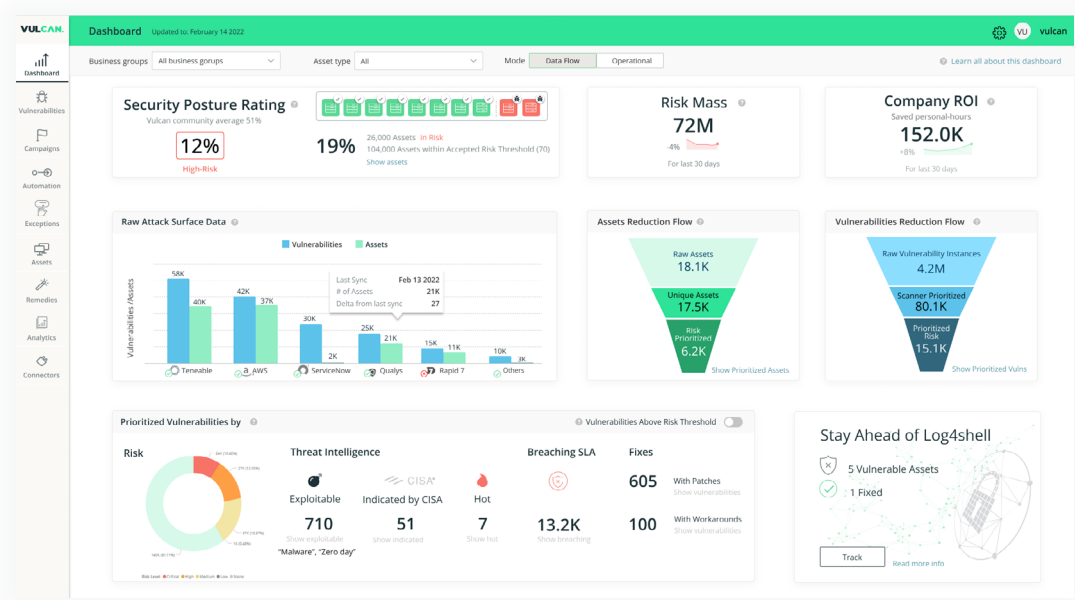 VULCAN.
Dashboard Updated to: February 14 2022
VU vulcan
Business groups All business gorups
Asset type All
Mode Data Flow Operational
Learn all about this dashboard
Dashboard
Vulnerabilities
Campaigns
Automation
Exceptions
Assets
Remedies
Analytics
Connectors
Security Posture Rating
Vulcan community average 51%
12%
High-Risk
19%
26,000 Assets In Risk
104,000 Assets within Accepted Risk Threshold (70)
Show assets
Risk Mass
72M
-4%
For last 30 days
Company ROI
Saved personal-hours
152.0K
+8%
For last 30 days
Raw Attack Surface Data
Vulnerabilities Assets
Vulnerabilities /Assets
58K
40K
42K
37K
30K
2K
25K
21K
15K
11K
10K
3K
Last Sync Feb 13 2022
# of Assets 21K
Delta from last sync 27
Teneable
a. AWS
ServiceNow
Qualys
Rapid 7
Others
Assets Reduction Flow
Raw Assets
18.1K
Unique Assets
17.5K
Risk
Prioritized
6.2K
Show Prioritized Assets
Vulnerabilities Reduction Flow
Raw Vulnerability Instances
4.2M
Scanner Prioritized
80.1K
Prioritized
Risk
15.1K
Show Prioritized Vulns
Prioritized Vulnerabilities by
Vulnerabilities Above Risk Threshold
Risk
Risk Level Critical High Medium Low None
Threat Intelligence
Exploitable
710
Show exploitable
"Malware", "Zero day"
CISA
Indicated by CISA
51
Show indicated
Hot
7
Show hot
Breaching SLA
13.2K
Show breaching
Fixes
605 With Patches
Show vulnerabilities
100 With Workarounds
Show vulnerabilities
Stay Ahead of Log4shell
5 Vulnerable Assets
1 Fixed
Track
Read more info